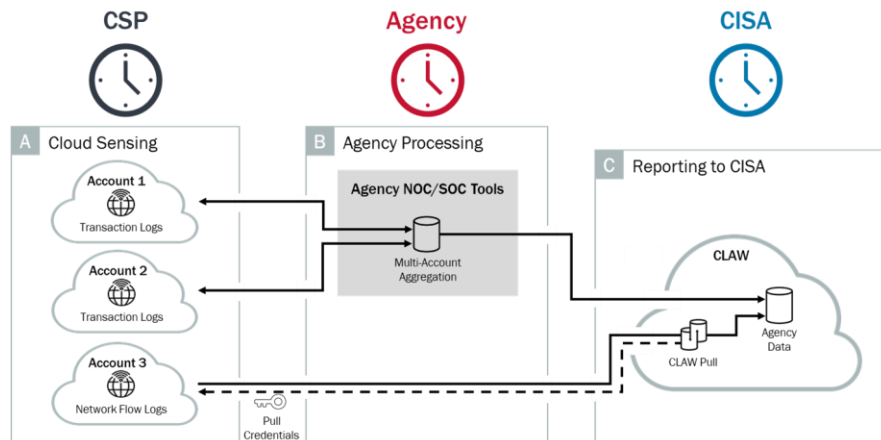 CSP
Agency
CISA
A
Cloud Sensing
B
Agency Processing
C
Reporting to CISA
Account 1
Transaction Logs
Account 2
Transaction Logs
Account 3
Network Flow Logs
Agency NOC/SOC Tools
Multi-Account
Aggregation
Pull
Credentials
CLAW
CLAW Pull
Agency
Data